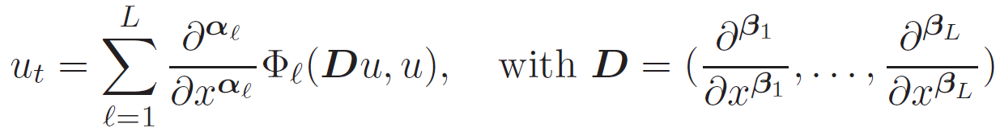 $u_t = \sum_{\ell=1}^{L} \frac{\partial^{\boldsymbol{\alpha}_\ell}}{\partial x^{\boldsymbol{\alpha}_\ell}} \Phi_\ell(\boldsymbol{D}u, u), \quad \text{with } \boldsymbol{D} = (\frac{\partial^{\boldsymbol{\beta}_1}}{\partial x^{\boldsymbol{\beta}_1}}, \ldots, \frac{\partial^{\boldsymbol{\beta}_L}}{\partial x^{\boldsymbol{\beta}_L}})$